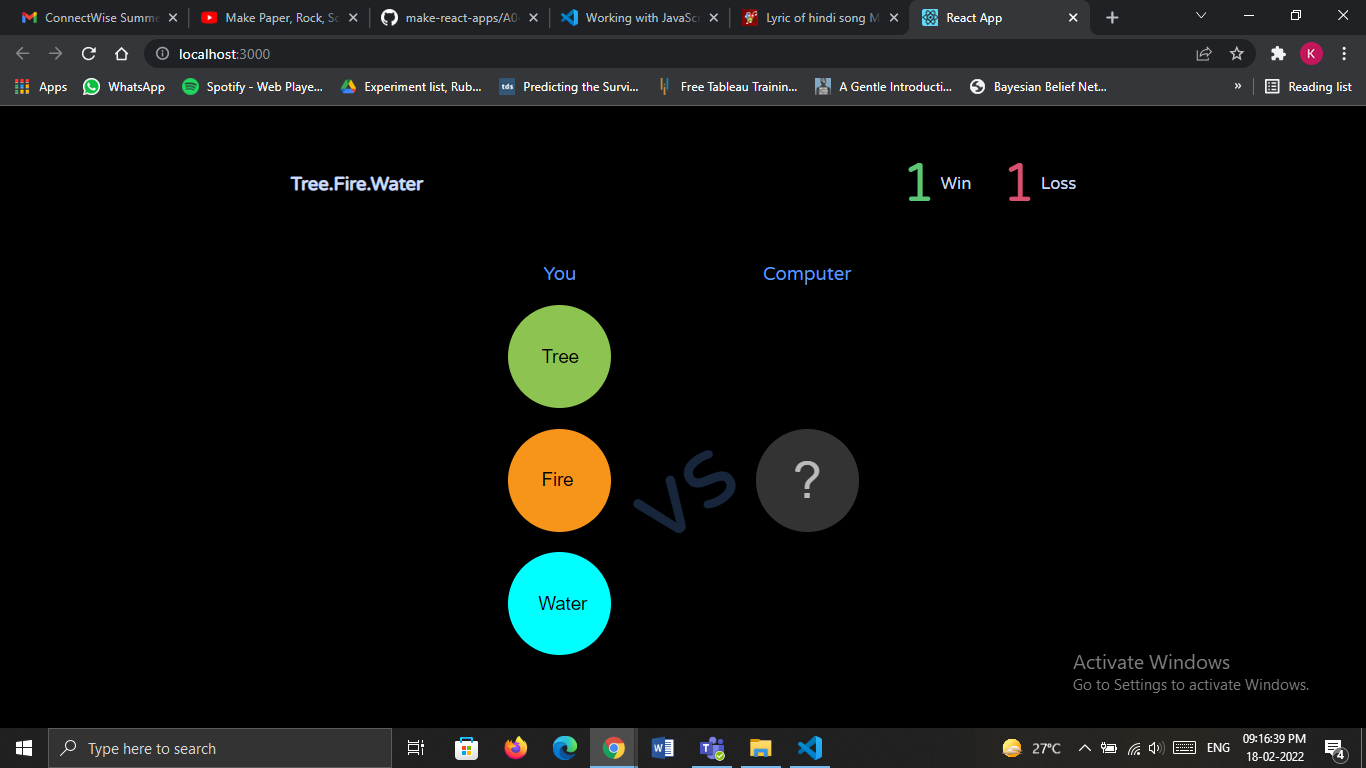 ConnectWise Summe
Make Paper, Rock, Sc
make-react-apps/A04
Working with JavaScr
Lyric of hindi song M
React App
localhost:3000
K
Apps
WhatsApp
Spotify - Web Playe...
Experiment list, Rub...
tds
Predicting the Survi...
Free Tableau Trainin...
A Gentle Introducti...
Bayesian Belief Net...
»
Reading list
Tree.Fire.Water
1 Win
1 Loss
You
Computer
Tree
Fire
VS
?
Water
Activate Windows
Go to Settings to activate Windows.
Type here to search
27°C
ENG
09:16:39 PM
18-02-2022
4